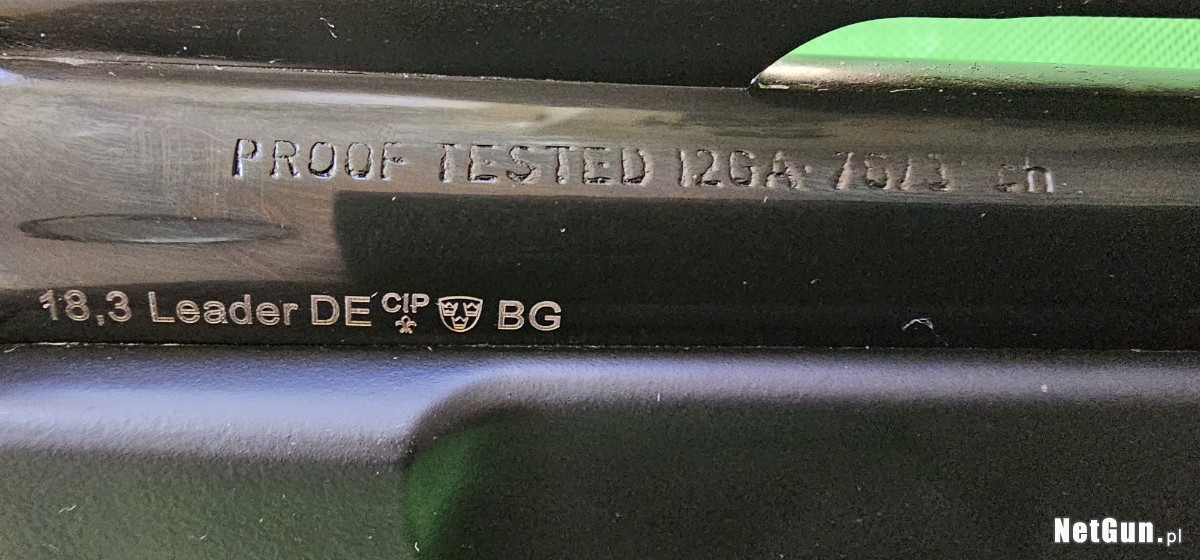 PROOF TESTED 12GA· 76/3
18,3 Leader DE CIP BG
NetGun.pl